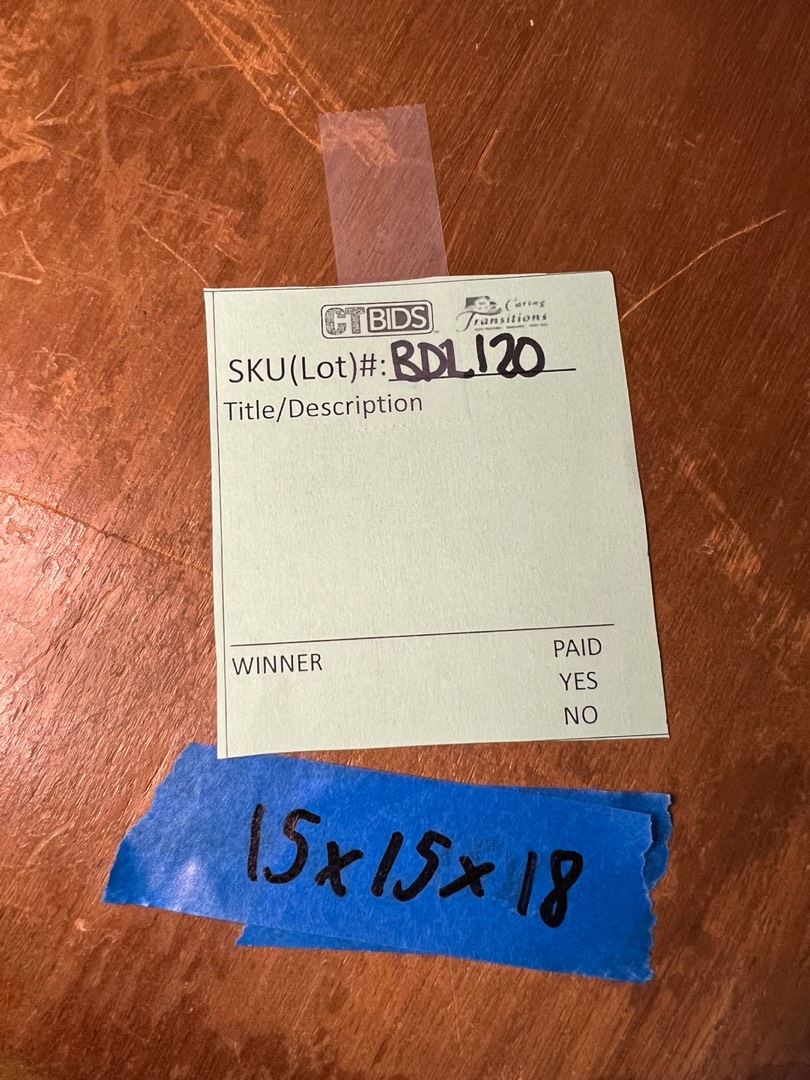 CTBIDS Caring Transitions
SKU(Lot)#: BDL120
Title/Description
WINNER PAID
YES
NO
15x15x18